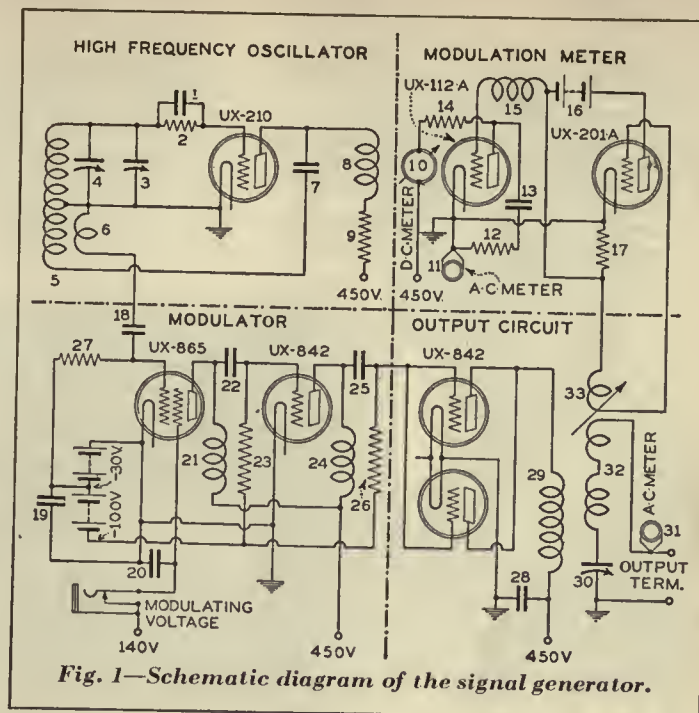 HIGH FREQUENCY OSCILLATOR
1
UX-210
2
4
3
7
8
6
9
5
450V.
MODULATION METER
UX-112-A
14
15
16
UX-201-A
10
13
D.C. METER
12
17
11
450V.
A.C. METER
18
MODULATOR
27
UX-865
22
UX-842
25
-30V
21
23
24
26
-100V
19
20
MODULATING
VOLTAGE
140V
450V
OUTPUT CIRCUIT
UX-842
33
29
32
A.C. METER
31
30
OUTPUT
TERM.
28
450V
Fig. 1—Schematic diagram of the signal generator.